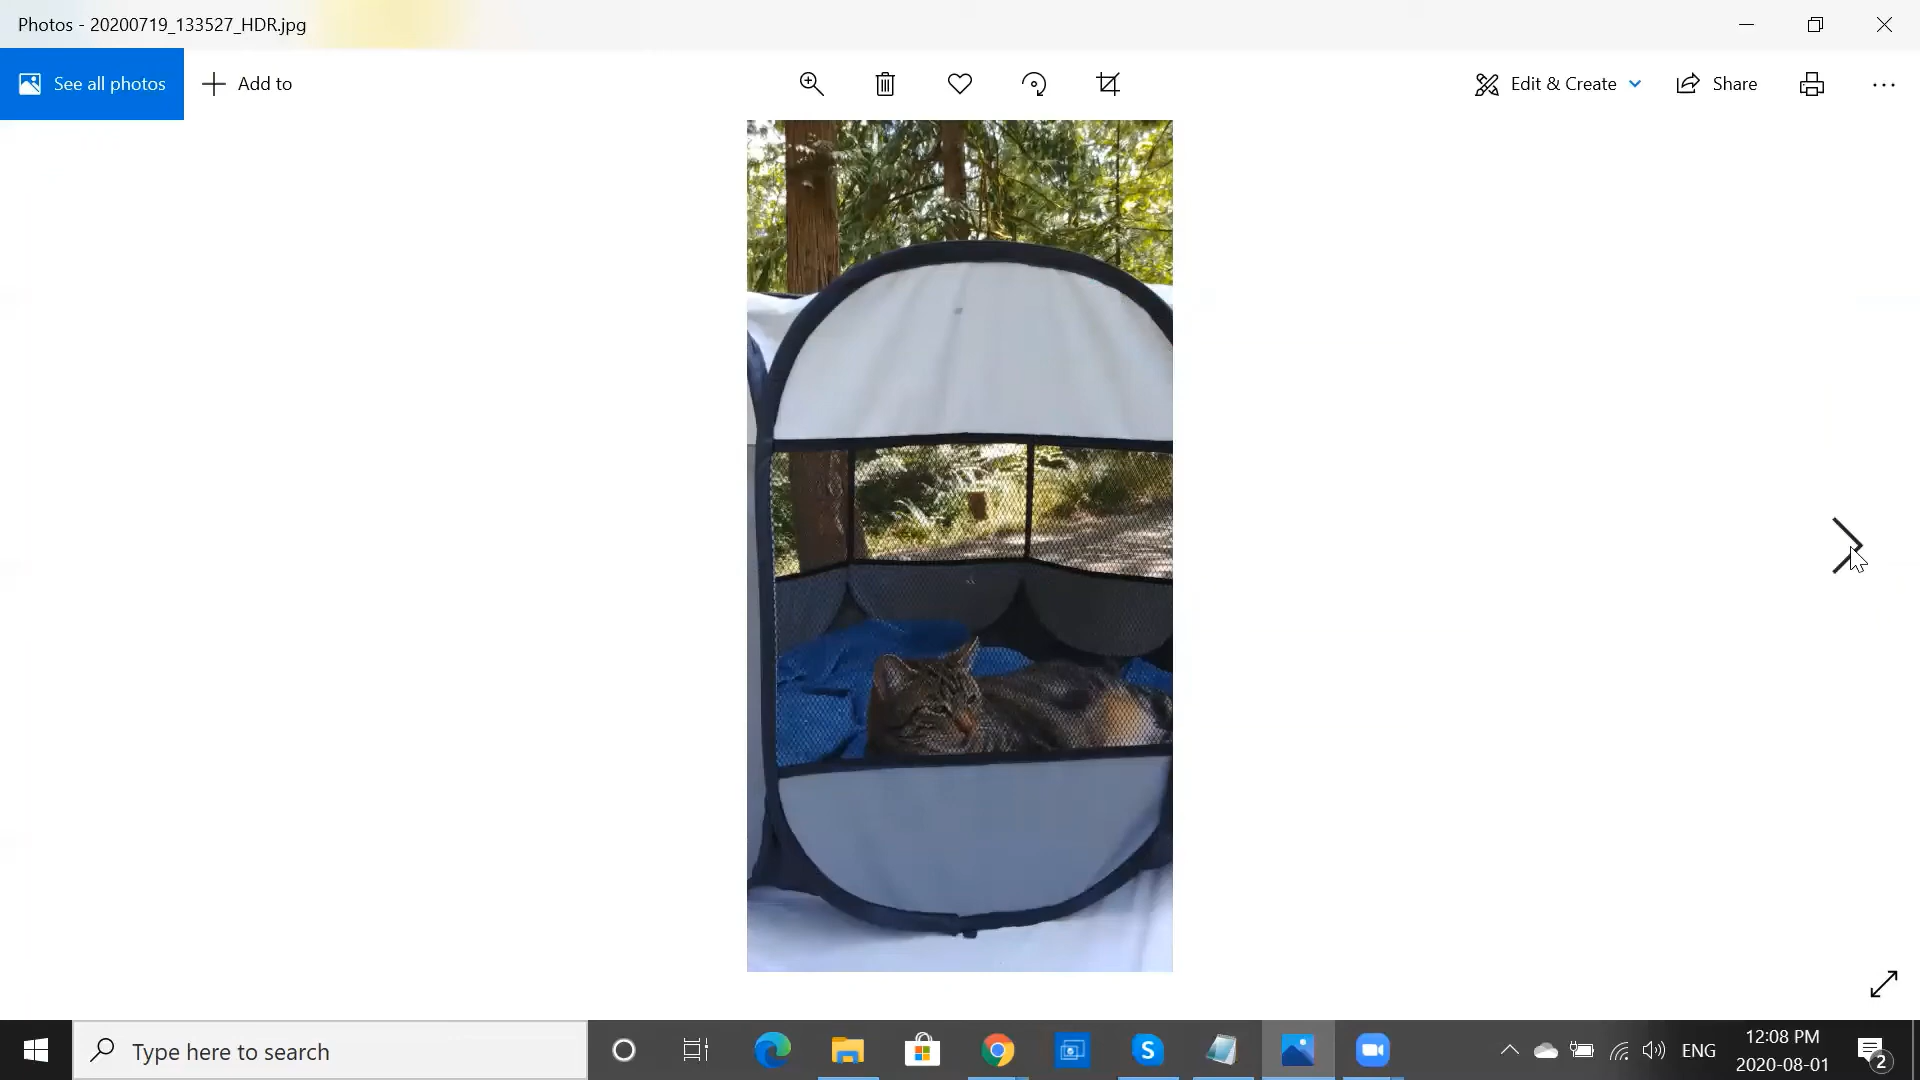 Photos - 20200719_133527_HDR.jpg
See all photos
Add to
Edit & Create
Share
Type here to search
S
ENG
12:08 PM
2020-08-01
2